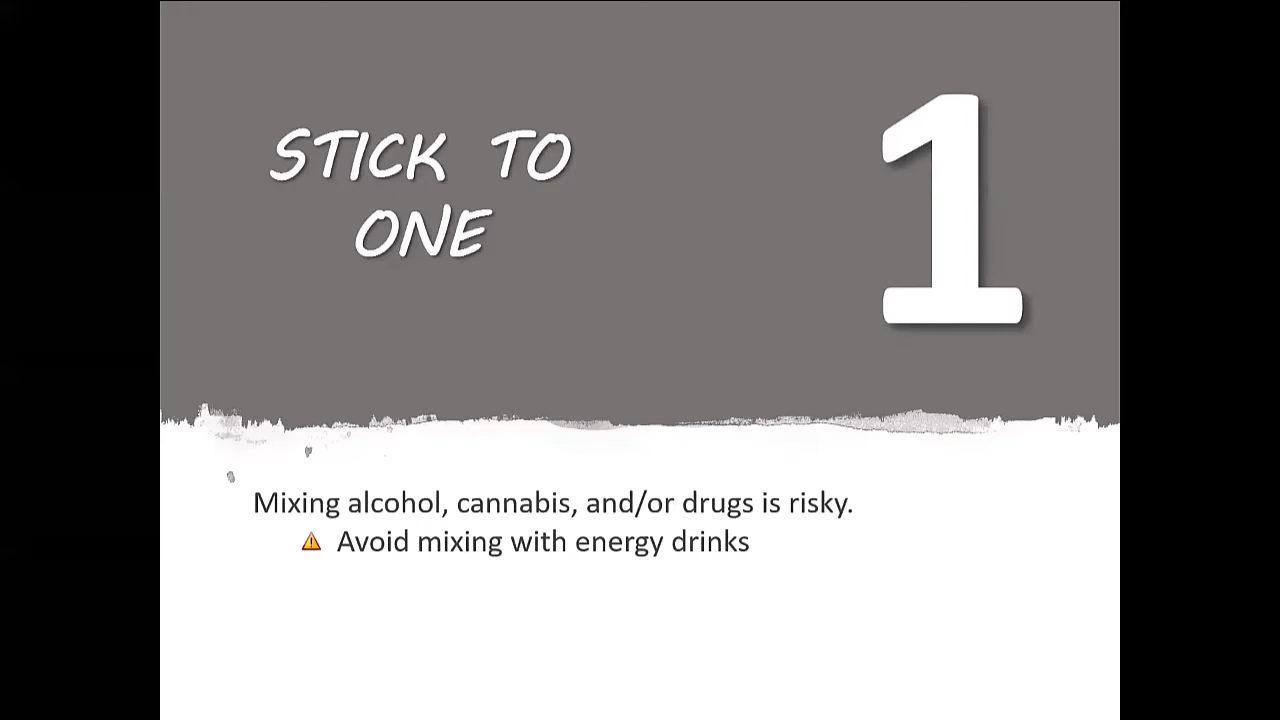 STICK TO
ONE
1
Mixing alcohol, cannabis, and/or drugs is risky.
⚠ Avoid mixing with energy drinks